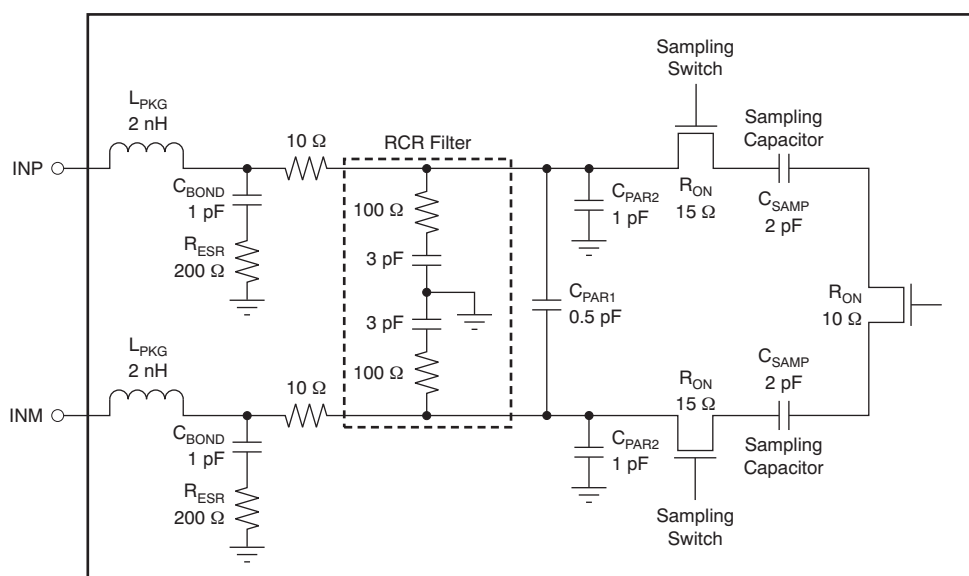 Sampling
Switch
L_PKG
2 nH
10 Ω
RCR Filter
Sampling
Capacitor
INP
C_BOND
1 pF
100 Ω
C_PAR2
1 pF
R_ON
15 Ω
C_SAMP
2 pF
R_ESR
200 Ω
3 pF
C_PAR1
0.5 pF
R_ON
10 Ω
3 pF
L_PKG
2 nH
10 Ω
100 Ω
R_ON
15 Ω
C_SAMP
2 pF
INM
C_BOND
1 pF
C_PAR2
1 pF
Sampling
Capacitor
R_ESR
200 Ω
Sampling
Switch